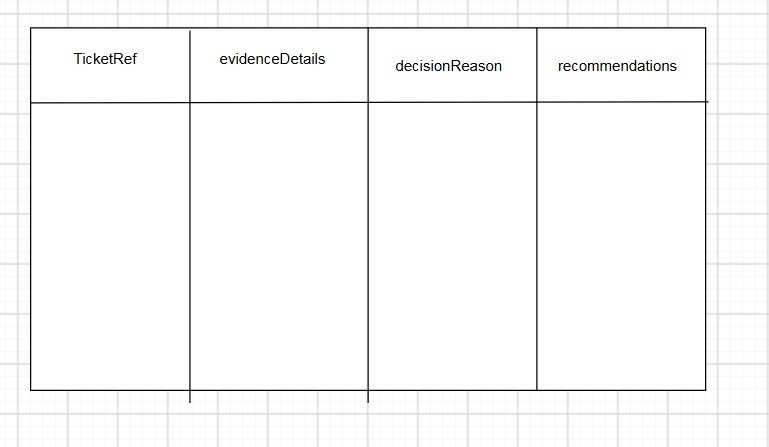 TicketRef
evidenceDetails
decisionReason
recommendations